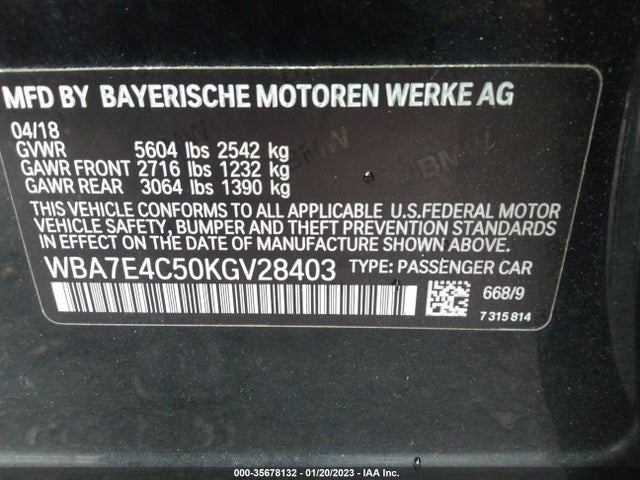 MFD BY BAYERISCHE MOTOREN WERKE AG
04/18
GVWR 5604 lbs 2542 kg
GAWR FRONT 2716 lbs 1232 kg
GAWR REAR 3064 lbs 1390 kg
THIS VEHICLE CONFORMS TO ALL APPLICABLE U.S.FEDERAL MOTOR
VEHICLE SAFETY, BUMPER AND THEFT PREVENTION STANDARDS
IN EFFECT ON THE DATE OF MANUFACTURE SHOWN ABOVE.
WBA7E4C50KGV28403 TYPE: PASSENGER CAR
668/9
7 315 814
BMW
BMW
000-35678132 - 01/20/2023 - IAA Inc.